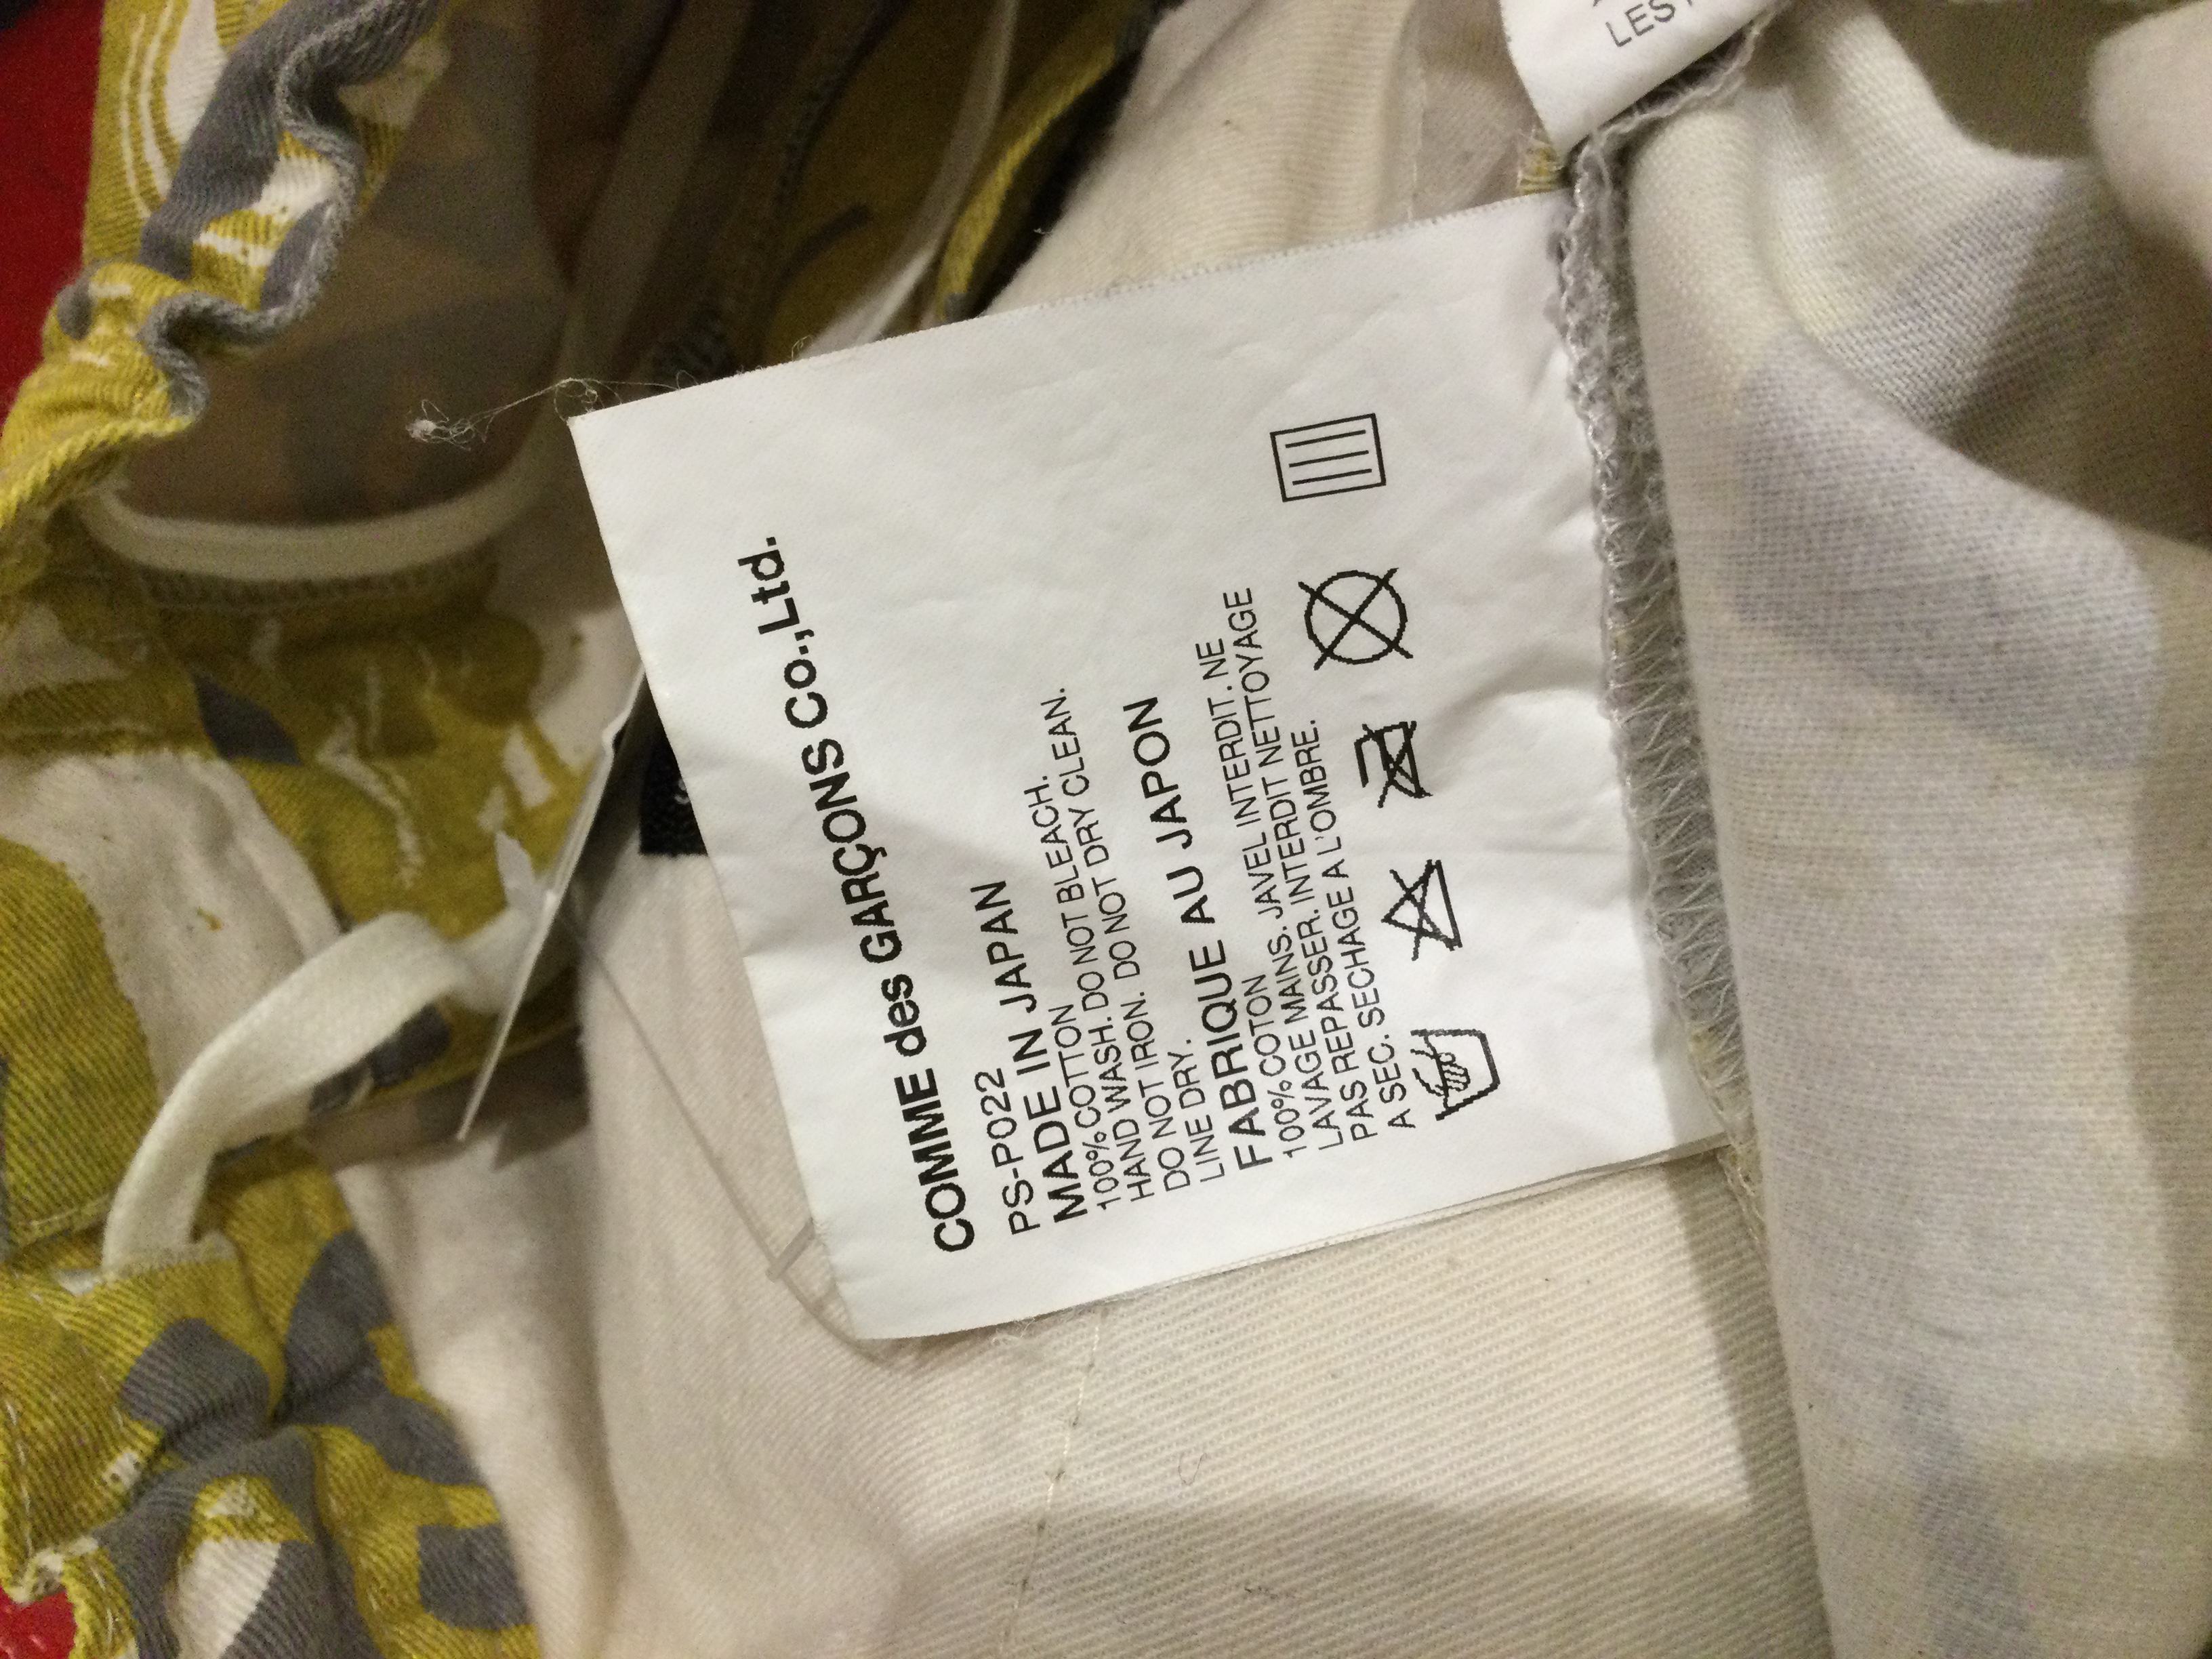 COMME des GARÇONS Co.,Ltd.
PS-P022
MADE IN JAPAN
100% COTTON
HAND WASH. DO NOT BLEACH.
DO NOT IRON. DO NOT DRY CLEAN.
LINE DRY.
FABRIQUE AU JAPON
100% COTON
LAVAGE MAINS. JAVEL INTERDIT. NE
PAS REPASSER. INTERDIT NETTOYAGE
A SEC. SECHAGE A L'OMBRE.